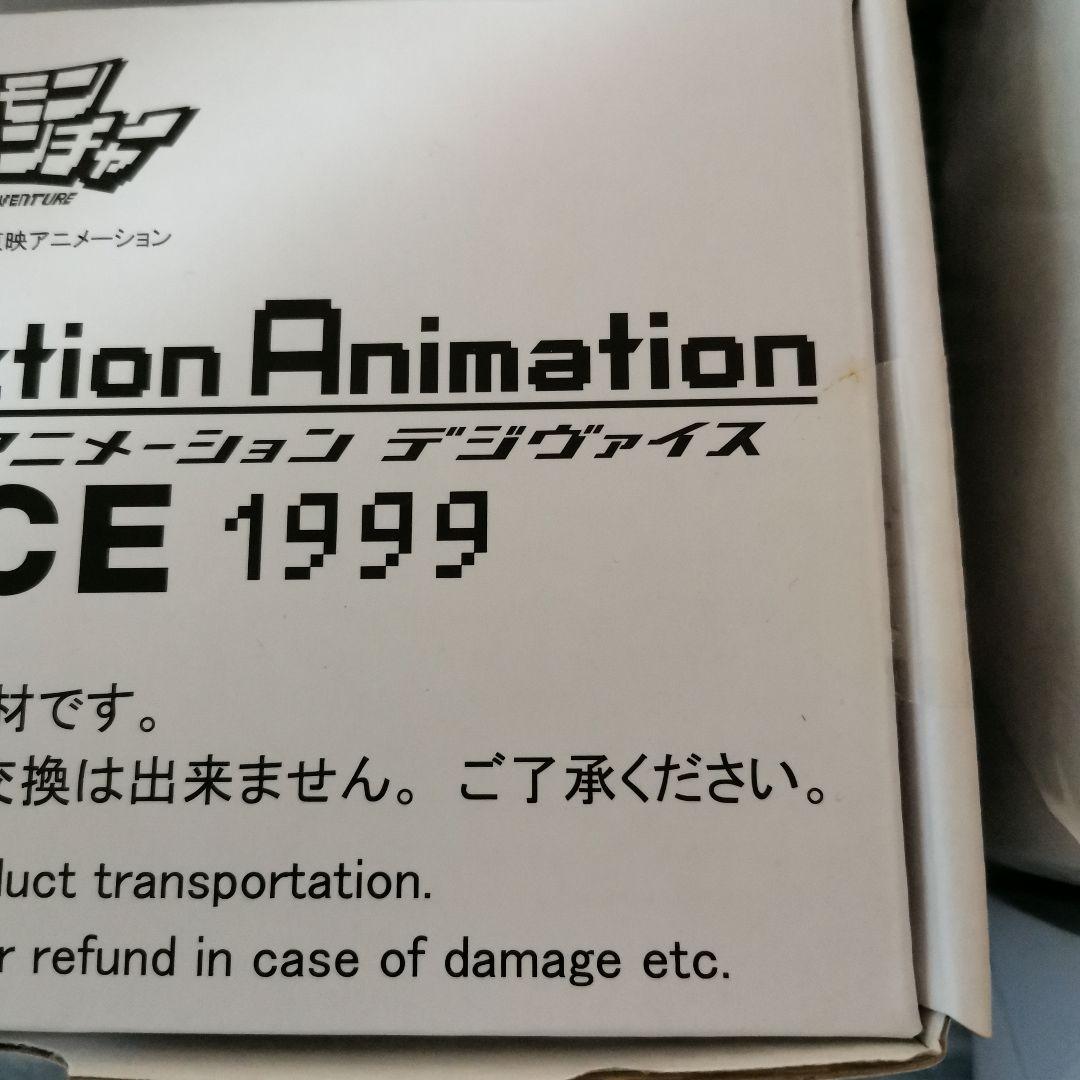 モン
ンチャー
VENTURE
映アニメーション
tion Animation
アニメーション デジヴァイス
CE 1999
材です。
交換は出来ません。ご了承ください。
duct transportation.
r refund in case of damage etc.